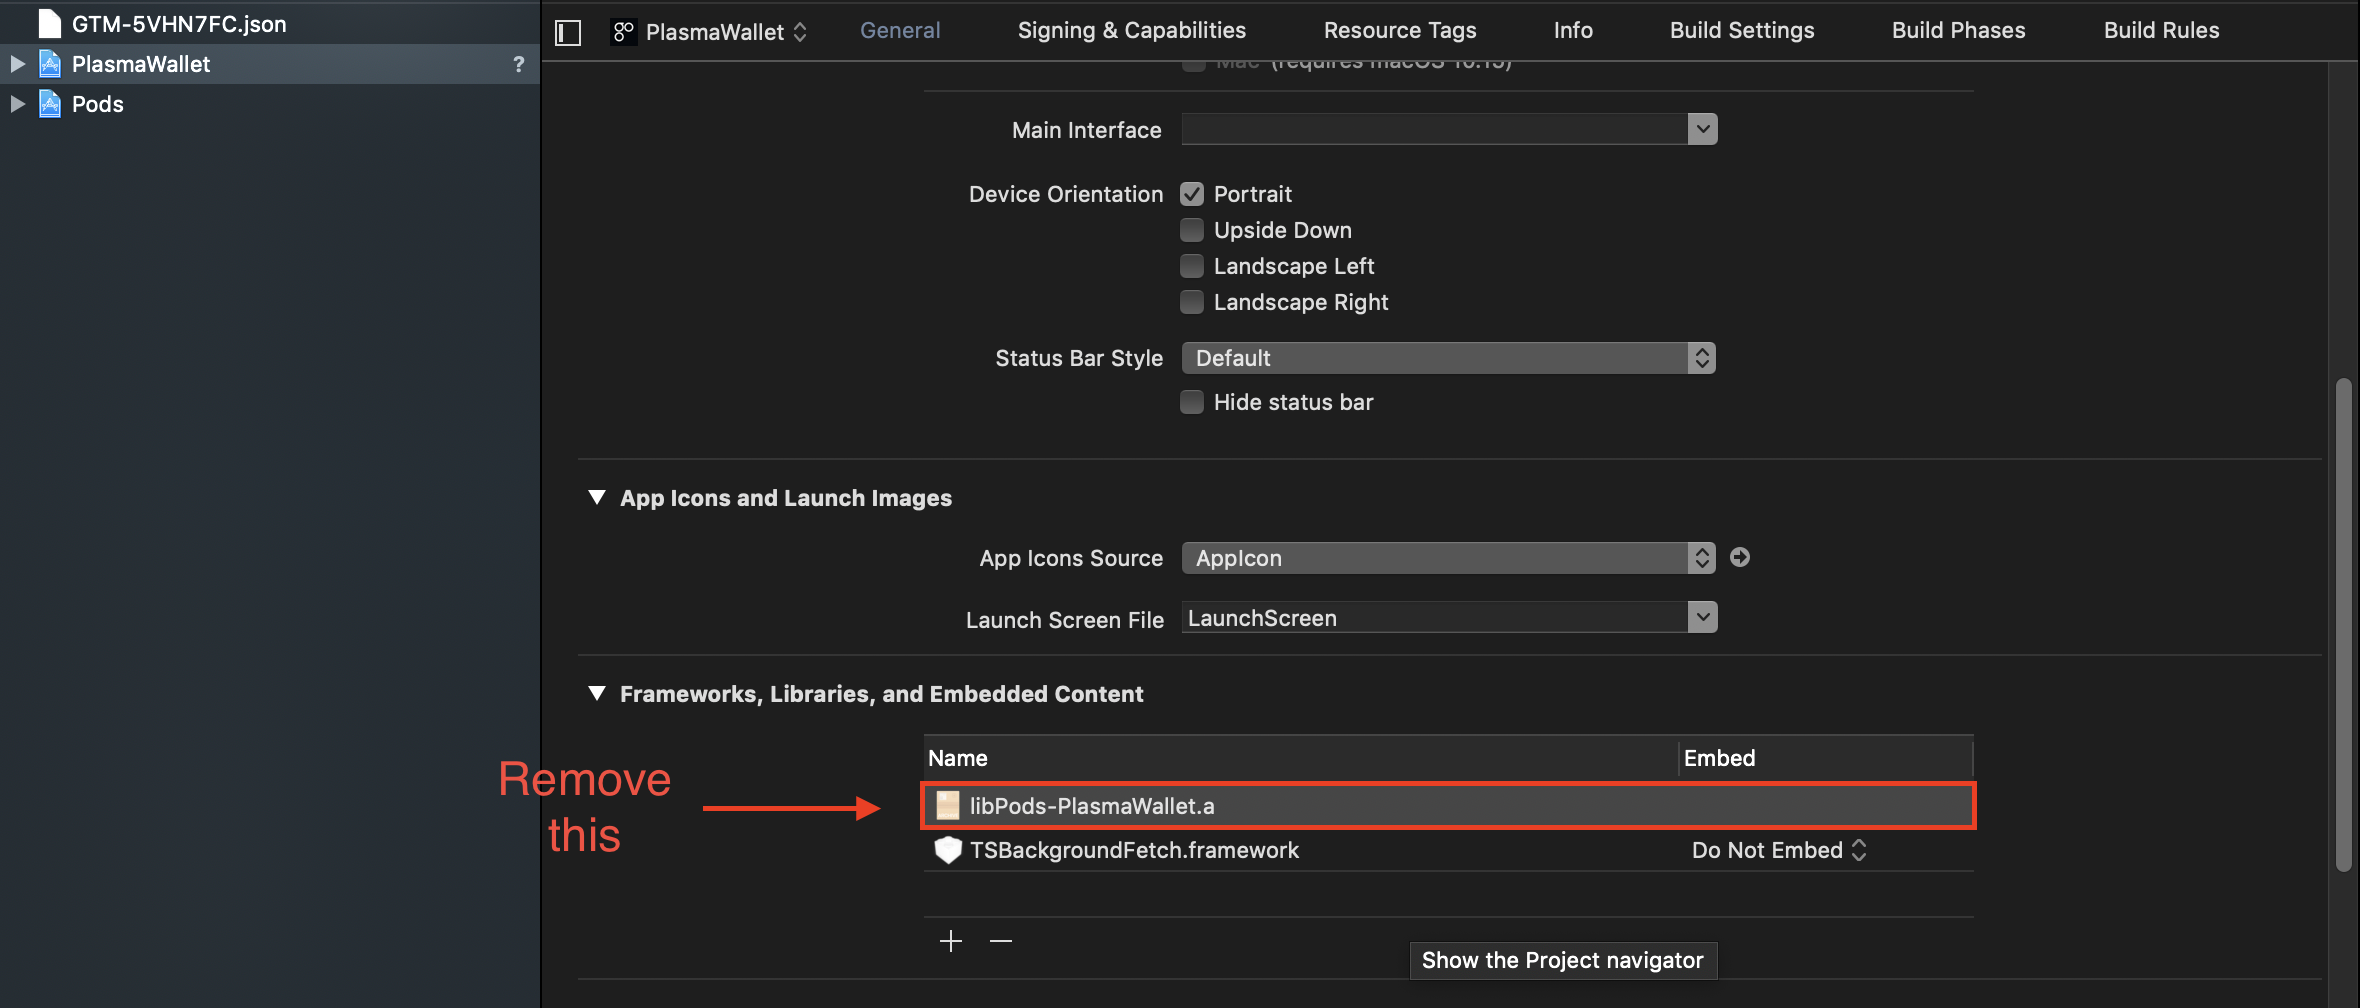 GTM-5VHN7FC.json
PlasmaWallet ?
Pods
PlasmaWallet General Signing & Capabilities Resource Tags Info Build Settings Build Phases Build Rules
Mac (requires macOS 10.15)
Main Interface
Device Orientation Portrait
Upside Down
Landscape Left
Landscape Right
Status Bar Style Default
Hide status bar
App Icons and Launch Images
App Icons Source AppIcon
Launch Screen File LaunchScreen
Frameworks, Libraries, and Embedded Content
Name Embed
Remove
this
libPods-PlasmaWallet.a
TSBackgroundFetch.framework Do Not Embed
Show the Project navigator